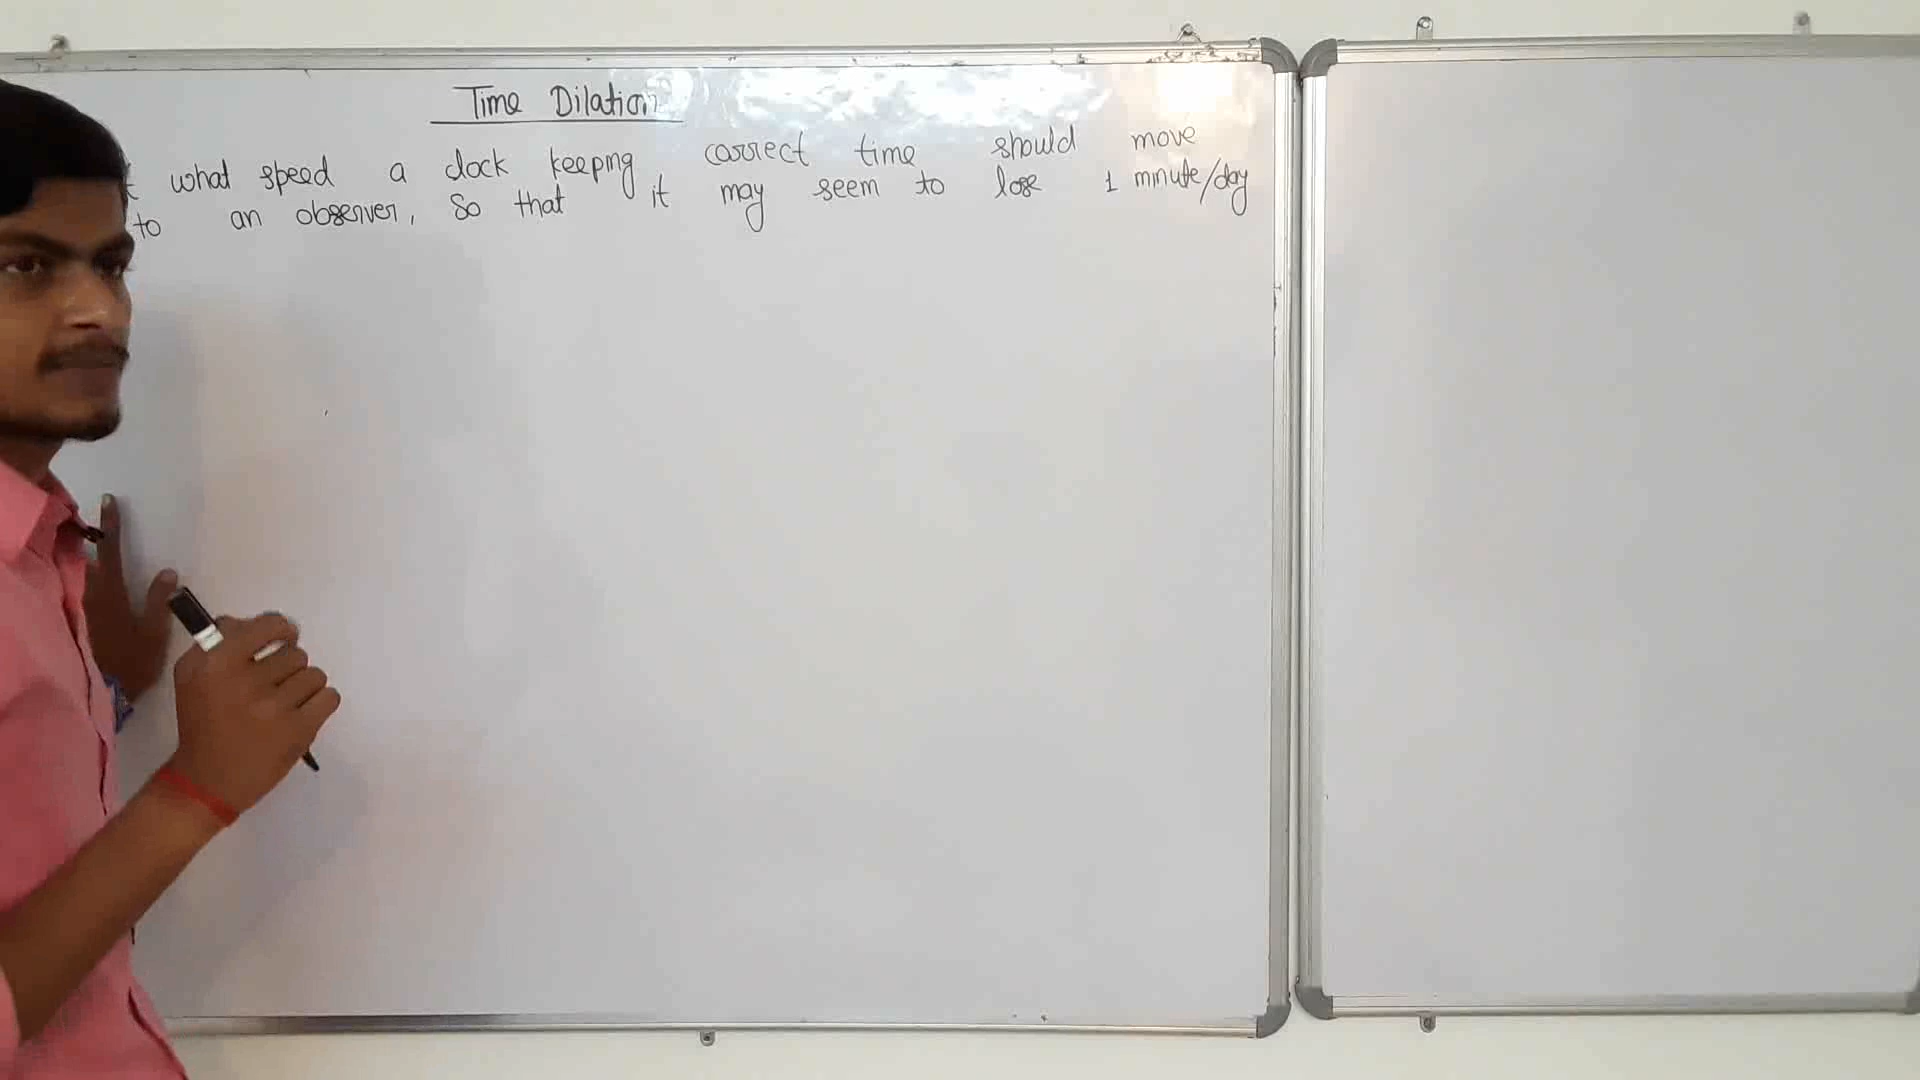 Time Dilation
what speed a clock keeping correct time should move
to an observer, so that it may seem to lose 1 minute/day